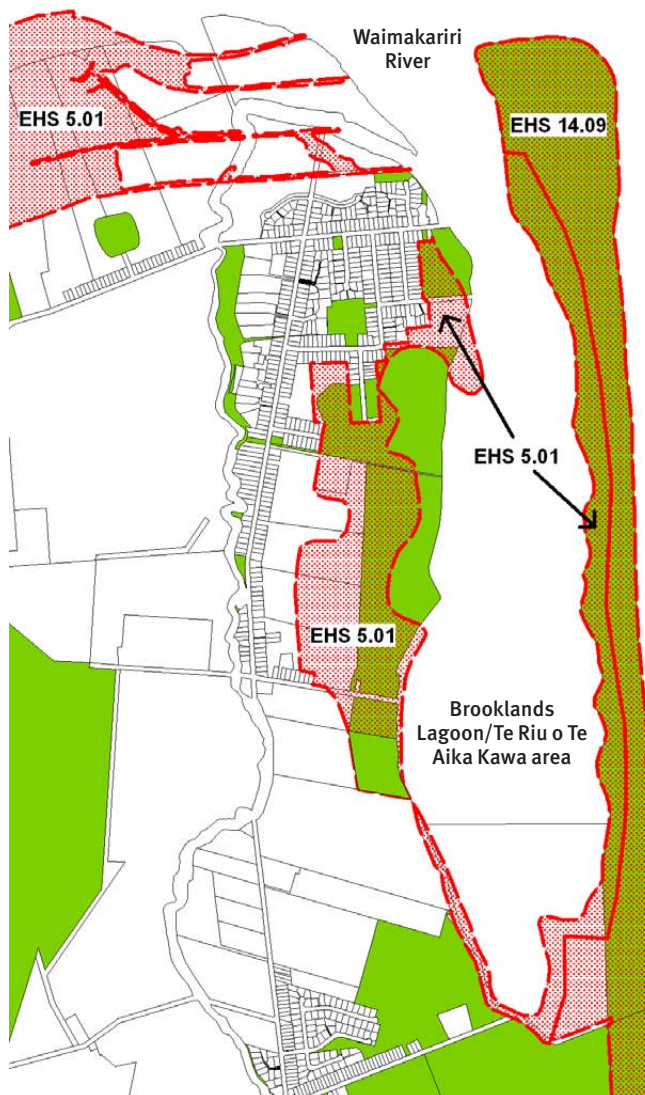 Waimakariri
River
EHS 5.01
EHS 14.09
EHS 5.01
EHS 5.01
Brooklands
Lagoon/Te Riu o Te
Aika Kawa area